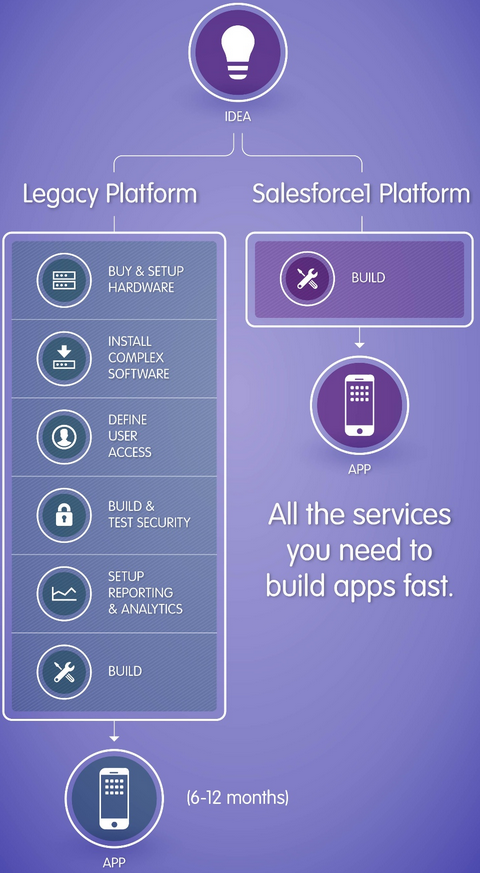 IDEA
Legacy Platform
BUY & SETUP
HARDWARE
INSTALL
COMPLEX
SOFTWARE
DEFINE
USER
ACCESS
BUILD &
TEST SECURITY
SETUP
REPORTING
& ANALYTICS
BUILD
APP
(6-12 months)
Salesforce1 Platform
BUILD
APP
All the services
you need to
build apps fast.